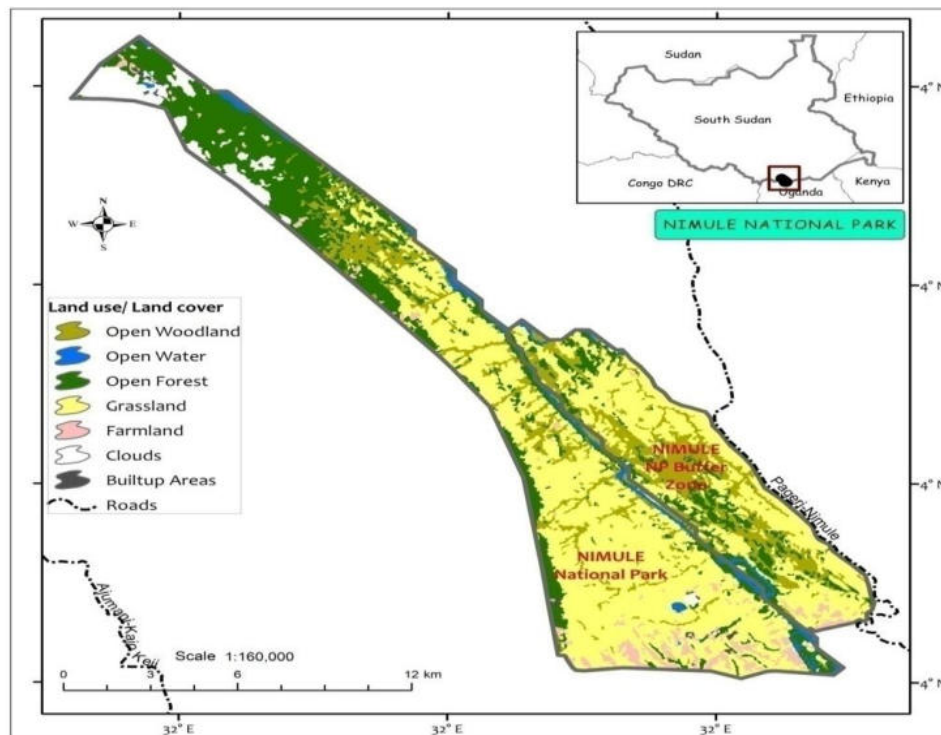 Sudan
Ethiopia
South Sudan
Congo DRC
Uganda
Kenya
NIMULE NATIONAL PARK
4° N
4° N
4° N
4° N
N
W E
S
Land use/ Land cover
Open Woodland
Open Water
Open Forest
Grassland
Farmland
Clouds
Builtup Areas
Roads
NIMULE
NP Buffer
Zone
Pageri-Nimule
NIMULE
National Park
Ajumani-Kajo Keji
Scale 1:160,000
0 3 6 12 km
32° E
32° E
32° E